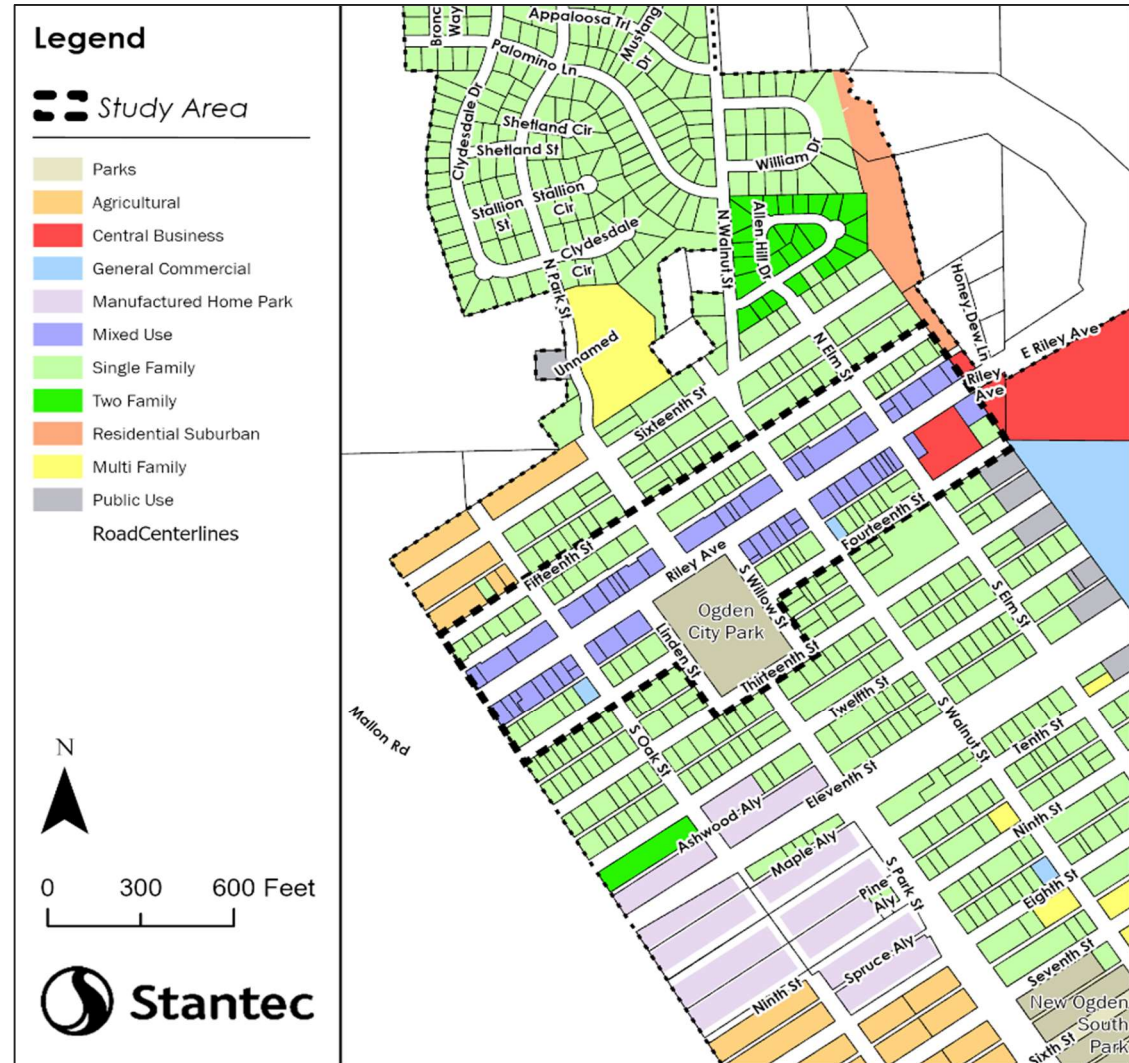 Legend
Study Area
Parks
Agricultural
Central Business
General Commercial
Manufactured Home Park
Mixed Use
Single Family
Two Family
Residential Suburban
Multi Family
Public Use
RoadCenterlines
N
0 300 600 Feet
Stantec
Bronc
Way
Appaloosa Trl
Mustang
Dr
Palomino Ln
Clydesdale Dr
Shetland Cir
Shetland St
William Dr
Stallion
Cir
Stallion
St
Allen Hill Dr
N Walnut St
Clydesdale
Cir
N Park St
Honey Dew Ln
E Riley Ave
Unnamed
N Elm St
Riley
Ave
Sixteenth St
Fourteenth St
Fifteenth St
Riley Ave
S Willow St
S Elm St
Ogden
City Park
Linden St
Thirteenth St
Twelfth St
Mallon Rd
S Oak St
S Walnut St
Tenth St
Eleventh St
Ashwood Aly
Ninth St
Maple Aly
S Park St
Pine
Aly
Eighth St
Spruce Aly
Seventh St
Ninth St
New Ogden
South
Park
Sixth St